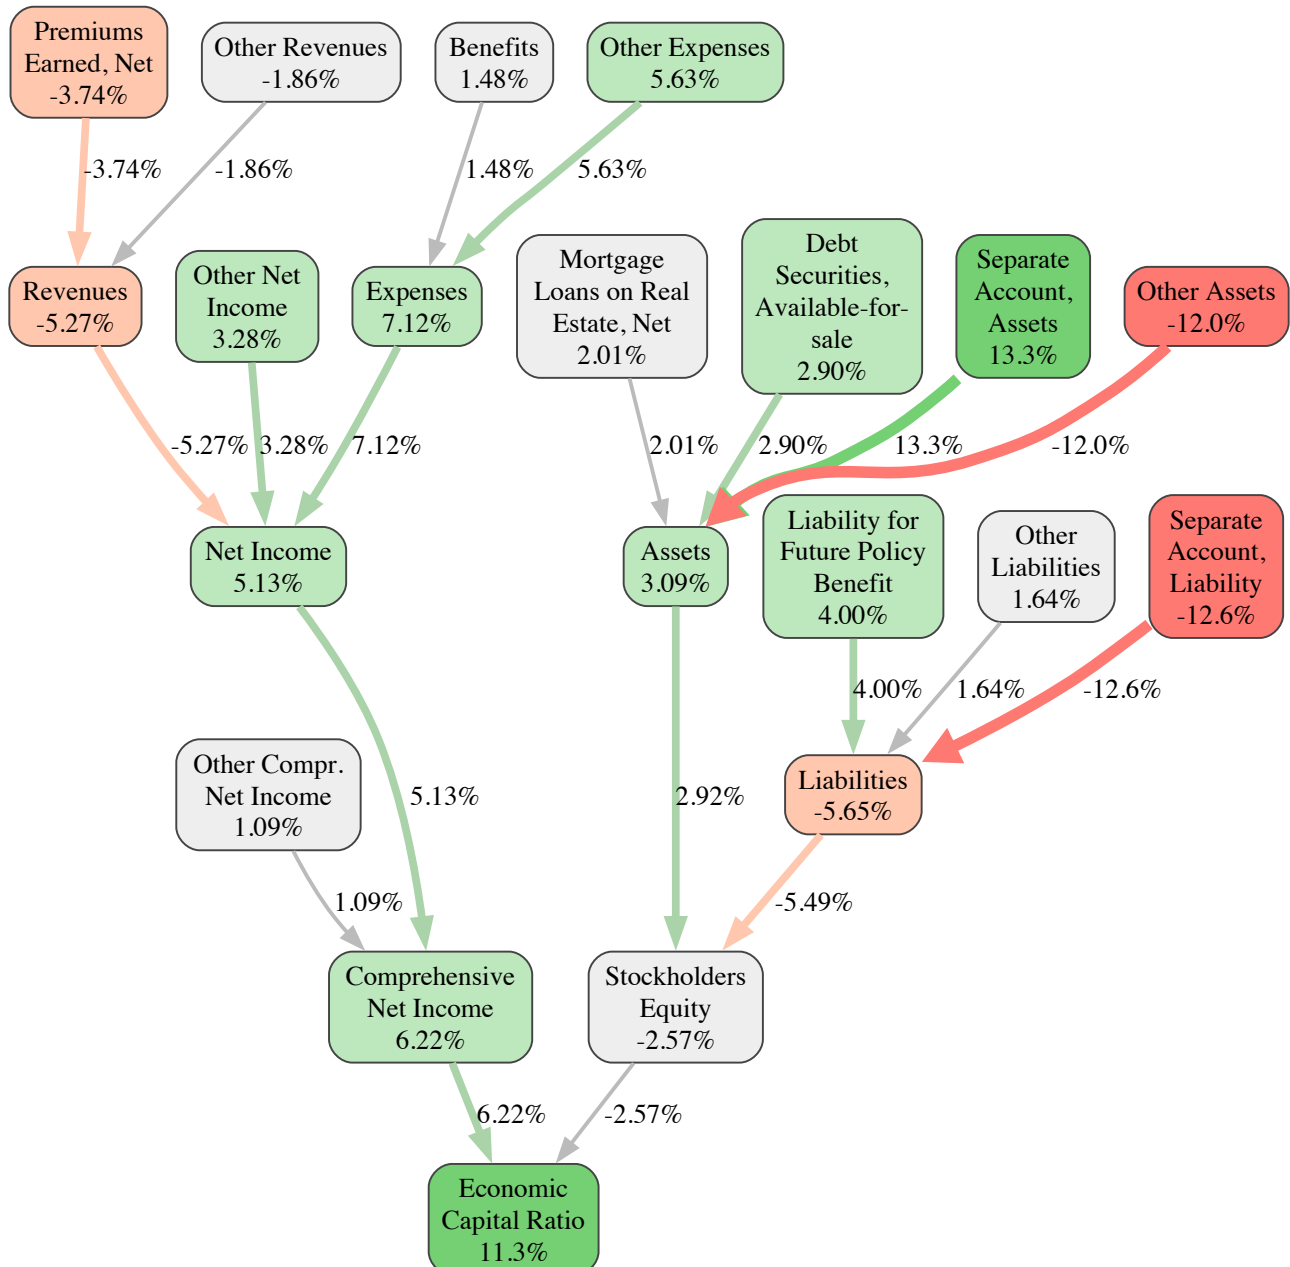 Premiums
Earned, Net
-3.74%
Other Revenues
-1.86%
Benefits
1.48%
Other Expenses
5.63%
-3.74%
-1.86%
1.48%
5.63%
Revenues
-5.27%
Other Net
Income
3.28%
Expenses
7.12%
Mortgage
Loans on Real
Estate, Net
2.01%
Debt
Securities,
Available-for-
sale
2.90%
Separate
Account,
Assets
13.3%
Other Assets
-12.0%
-5.27%
3.28%
7.12%
2.01%
2.90%
13.3%
-12.0%
Net Income
5.13%
Assets
3.09%
Liability for
Future Policy
Benefit
4.00%
Other
Liabilities
1.64%
Separate
Account,
Liability
-12.6%
4.00%
1.64%
-12.6%
Other Compr.
Net Income
1.09%
5.13%
2.92%
Liabilities
-5.65%
1.09%
-5.49%
Comprehensive
Net Income
6.22%
Stockholders
Equity
-2.57%
6.22%
-2.57%
Economic
Capital Ratio
11.3%